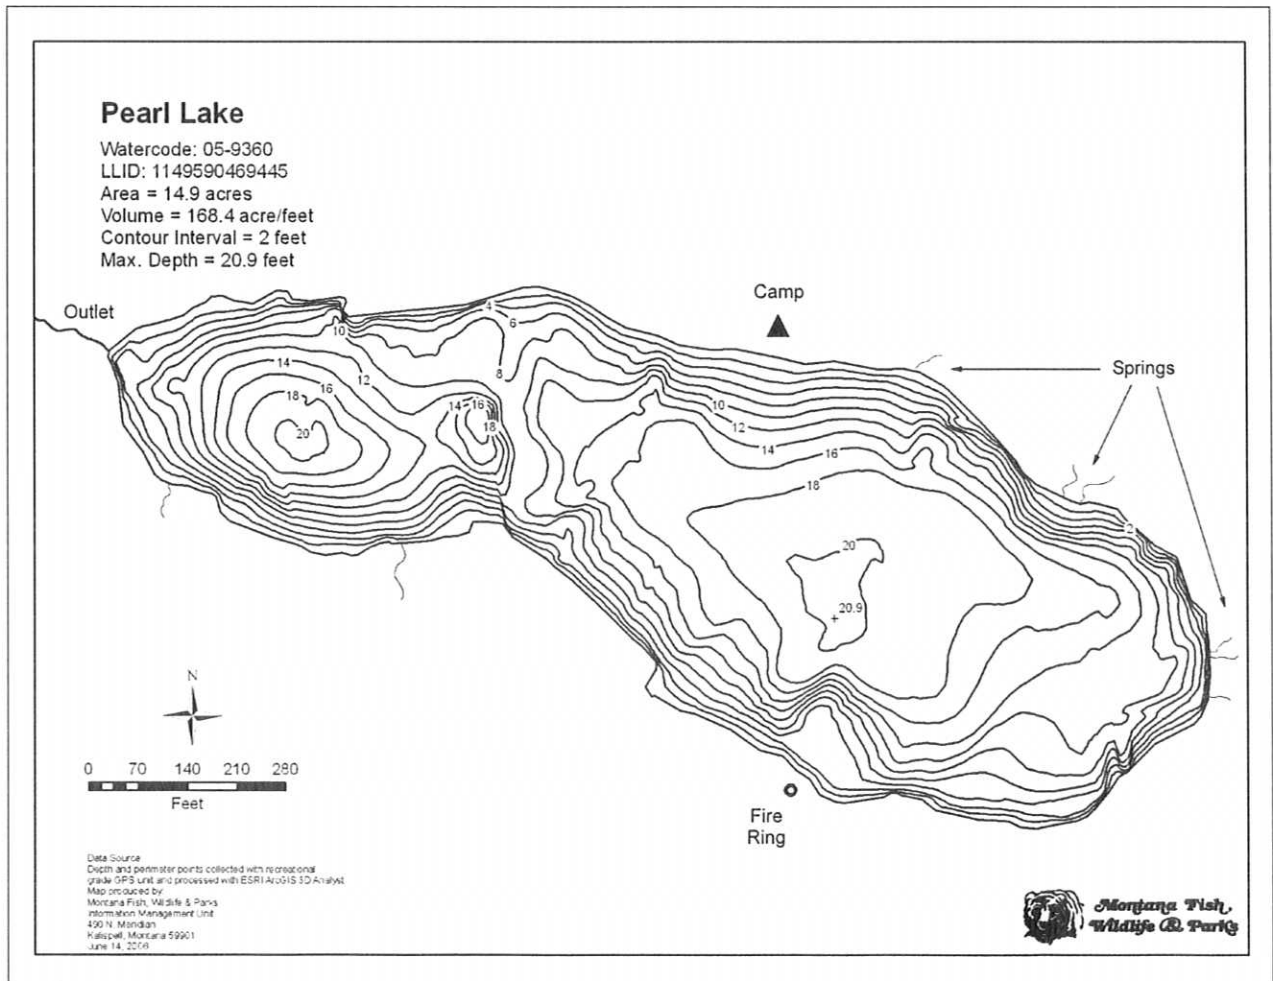 Pearl Lake
Watercode: 05-9360
LLID: 1149590469445
Area = 14.9 acres
Volume = 168.4 acre/feet
Contour Interval = 2 feet
Max. Depth = 20.9 feet
Outlet
Camp
Springs
4
6
10
14
12
8
18
16
14
16
18
20
10
12
14
16
18
2
20
20.9
N
0 70 140 210 280
Feet
Fire
Ring
Data Source
Depth and perimeter points collected with recreational
grade GPS unit and processed with ESRI ArcGIS 3D Analyst
Map produced by
Montana Fish, Wildlife & Parks
Information Management Unit
490 N. Meridian
Kalispell, Montana 59901
June 14, 2006
Montana Fish,
Wildlife & Parks